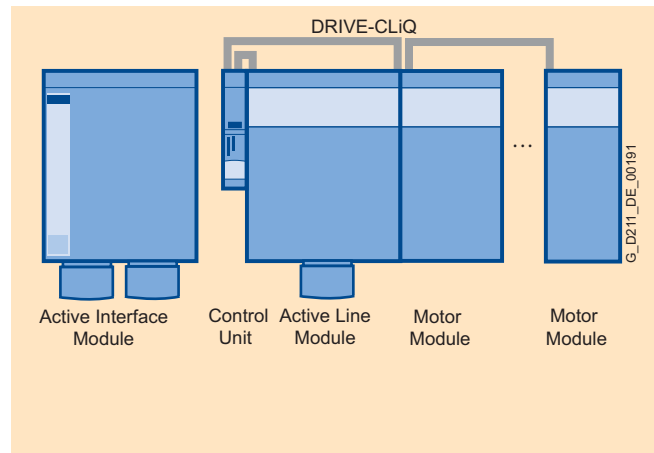 DRIVE-CLiQ
...
G_D211_DE_00191
Active Interface
Module
Control
Unit
Active Line
Module
Motor
Module
Motor
Module